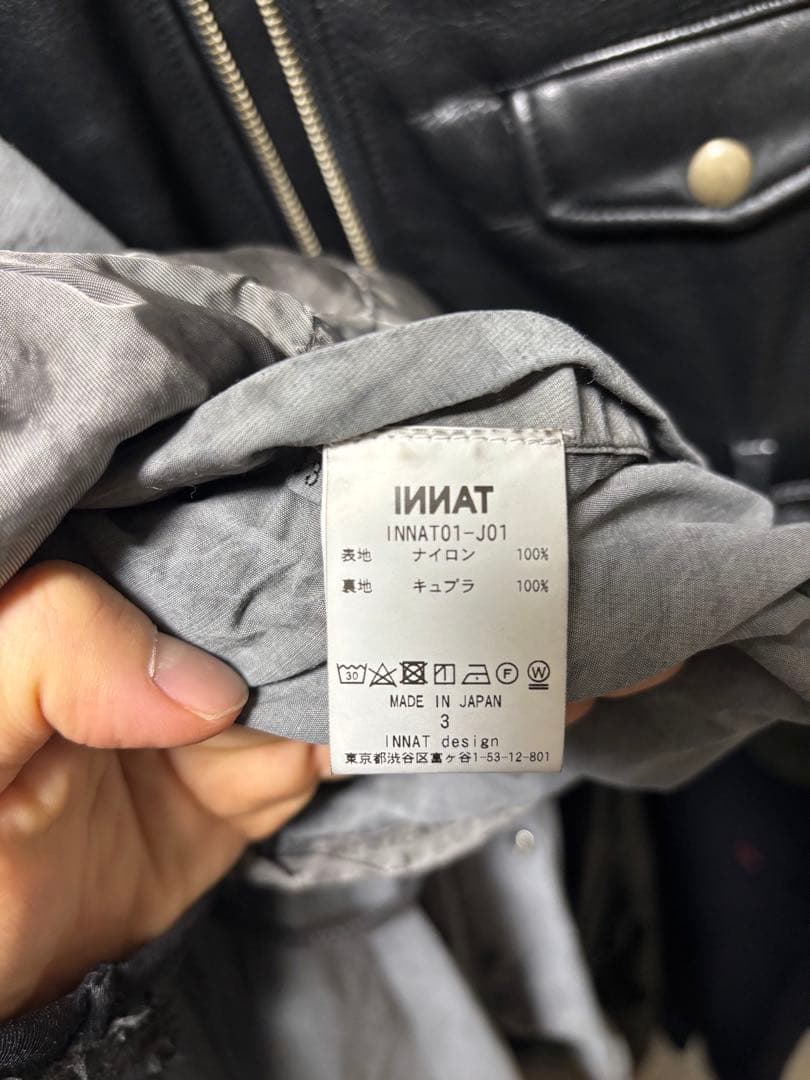 INNAT
INNAT01-J01
表地 ナイロン 100%
裏地 キュプラ 100%
30 F W
MADE IN JAPAN
3
INNAT design
東京都渋谷区富ヶ谷1-53-12-801
3